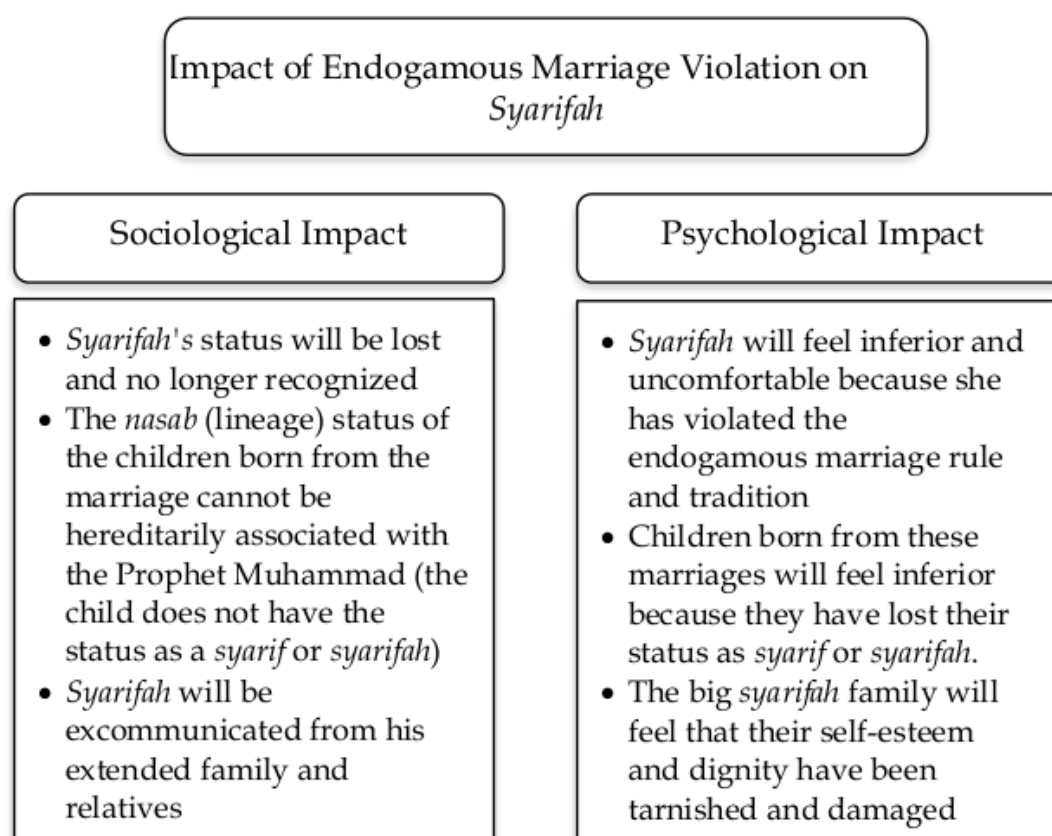 Impact of Endogamous Marriage Violation on
Syarifah
Sociological Impact
• Syarifah's status will be lost
and no longer recognized
• The nasab (lineage) status of
the children born from the
marriage cannot be
hereditarily associated with
the Prophet Muhammad (the
child does not have the
status as a syarif or syarifah)
• Syarifah will be
excommunicated from his
extended family and
relatives
Psychological Impact
• Syarifah will feel inferior and
uncomfortable because she
has violated the
endogamous marriage rule
and tradition
• Children born from these
marriages will feel inferior
because they have lost their
status as syarif or syarifah.
• The big syarifah family will
feel that their self-esteem
and dignity have been
tarnished and damaged